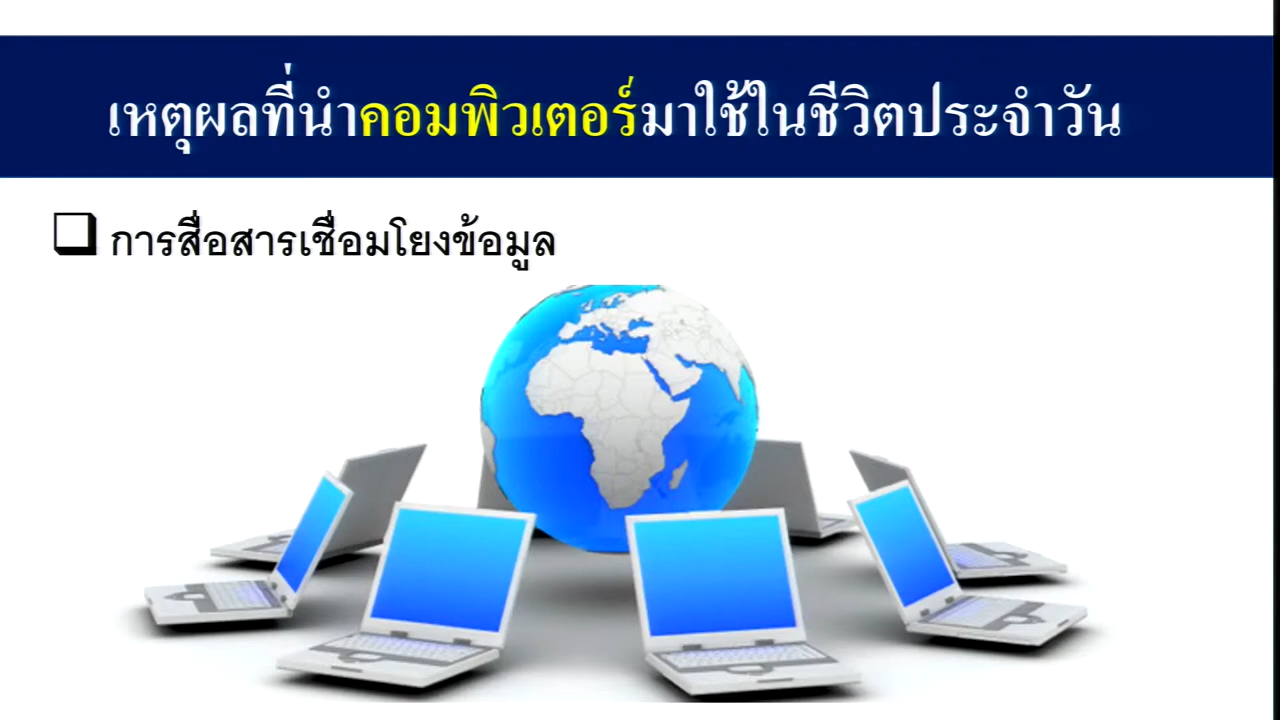 เหตุผลที่นำคอมพิวเตอร์มาใช้ในชีวิตประจำวัน
❑ การสื่อสารเชื่อมโยงข้อมูล